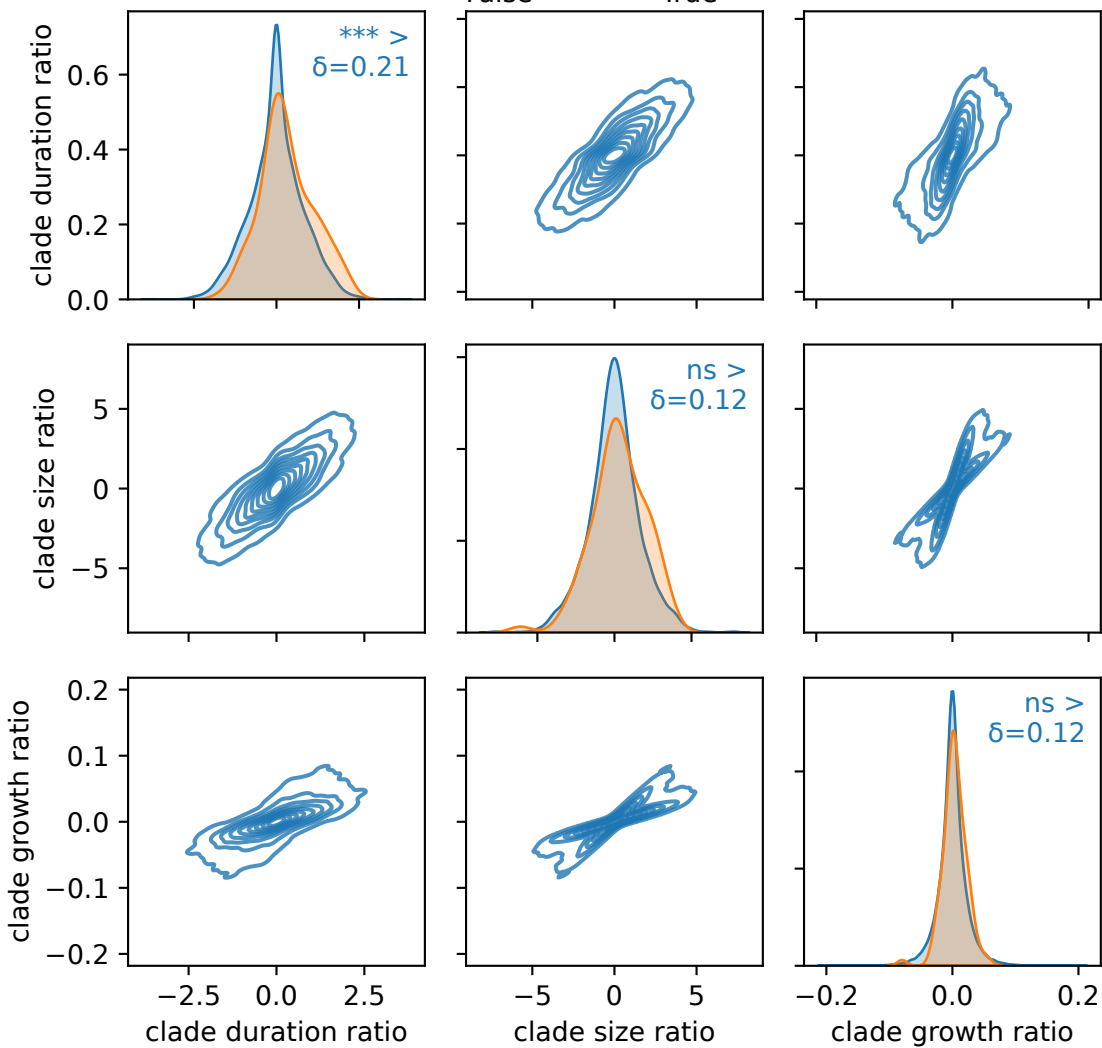 *** >
δ=0.21
clade duration ratio
0.6
0.4
0.2
0.0
ns >
δ=0.12
clade size ratio
5
0
−5
ns >
δ=0.12
clade growth ratio
0.2
0.1
0.0
−0.1
−0.2
−2.5 0.0 2.5
−5 0 5
−0.2 0.0 0.2
clade duration ratio
clade size ratio
clade growth ratio